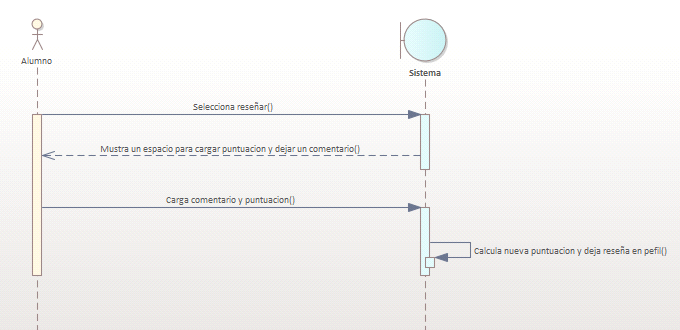 Alumno
Sistema
Selecciona reseñar()
Mustra un espacio para cargar puntuacion y dejar un comentario()
Carga comentario y puntuacion()
Calcula nueva puntuacion y deja reseña en pefil()